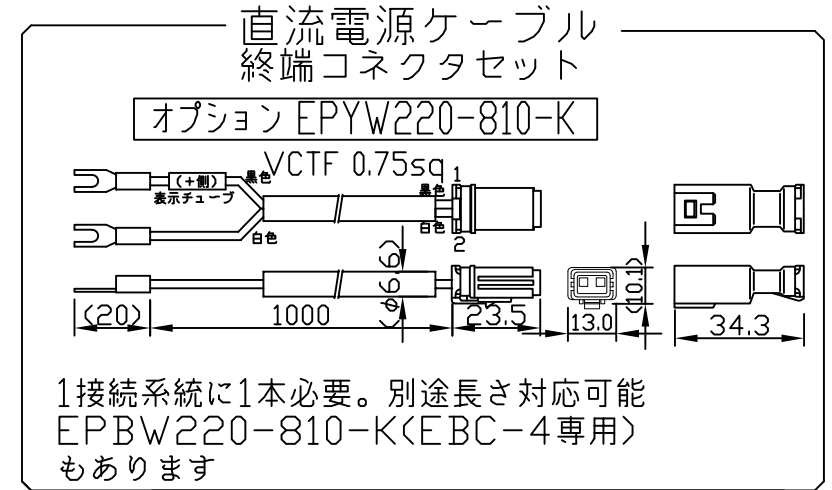 直流電源ケーブル
終端コネクタセット
オプション EPYW220-810-K
VCTF 0.75sq
(+側)
黒色
表示チューブ
白色
黒色
1
白色
2
(φ6.6)
(20)
1000
23.5
13.0
(10.1)
34.3
1接続系統に1本必要。別途長さ対応可能
EPBW220-810-K(EBC-4専用)
もあります